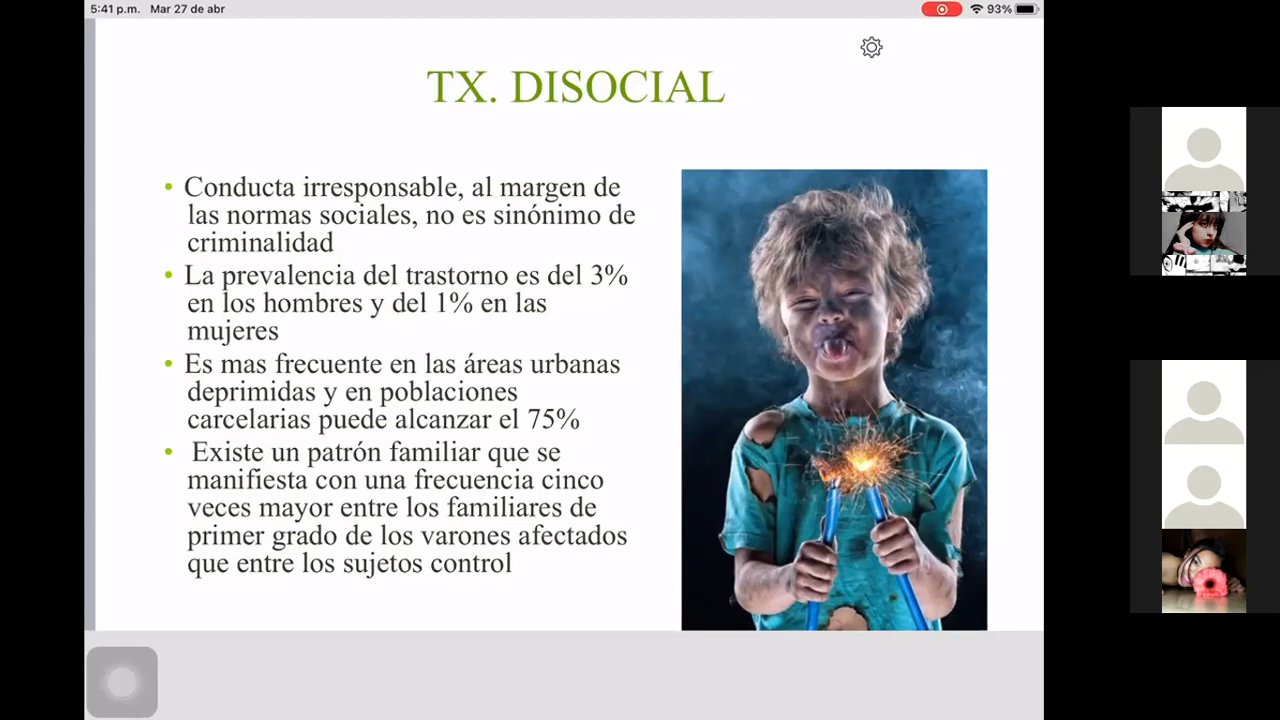 5:41 p.m. Mar 27 de abr
93%
TX. DISOCIAL
• Conducta irresponsable, al margen de
las normas sociales, no es sinónimo de
criminalidad
• La prevalencia del trastorno es del 3%
en los hombres y del 1% en las
mujeres
• Es mas frecuente en las áreas urbanas
deprimidas y en poblaciones
carcelarias puede alcanzar el 75%
• Existe un patrón familiar que se
manifiesta con una frecuencia cinco
veces mayor entre los familiares de
primer grado de los varones afectados
que entre los sujetos control